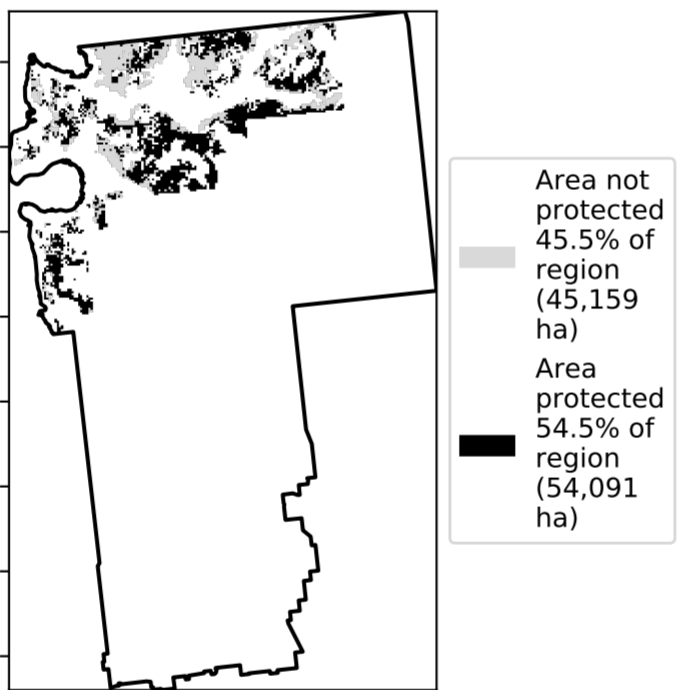 Area not
protected
45.5% of
region
(45,159
ha)
Area
protected
54.5% of
region
(54,091
ha)